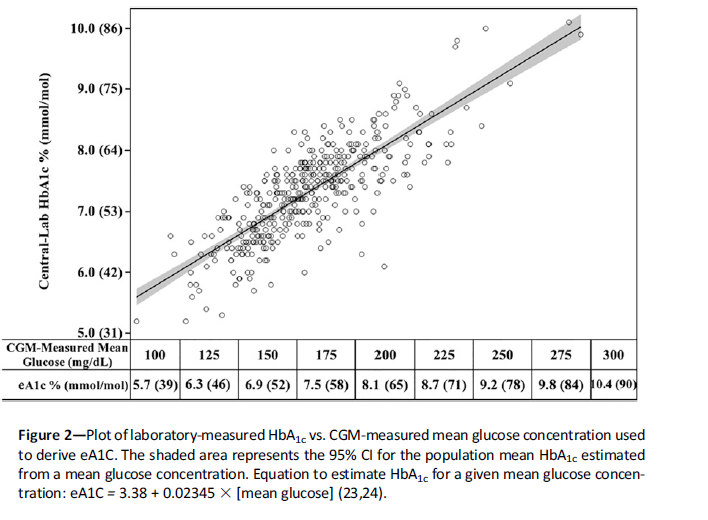 10.0 (86)
9.0 (75)
8.0 (64)
7.0 (53)
6.0 (42)
5.0 (31)
Central-Lab HbA1c % (mmol/mol)
CGM-Measured Mean Glucose (mg/dL) 100 125 150 175 200 225 250 275 300
eA1c % (mmol/mol) 5.7 (39) 6.3 (46) 6.9 (52) 7.5 (58) 8.1 (65) 8.7 (71) 9.2 (78) 9.8 (84) 10.4 (90)
Figure 2—Plot of laboratory-measured HbA1c vs. CGM-measured mean glucose concentration used
to derive eA1C. The shaded area represents the 95% CI for the population mean HbA1c estimated
from a mean glucose concentration. Equation to estimate HbA1c for a given mean glucose concen-
tration: eA1C = 3.38 + 0.02345 × [mean glucose] (23,24).